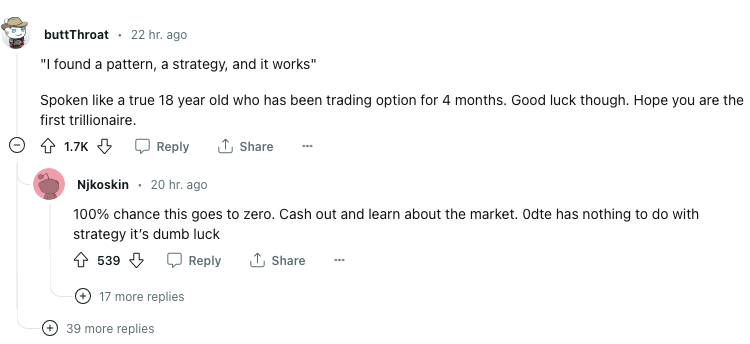 buttThroat · 22 hr. ago
"I found a pattern, a strategy, and it works"
Spoken like a true 18 year old who has been trading option for 4 months. Good luck though. Hope you are the
first trillionaire.
1.7K Reply Share ...
Njkoskin · 20 hr. ago
100% chance this goes to zero. Cash out and learn about the market. 0dte has nothing to do with
strategy it's dumb luck
539 Reply Share ...
17 more replies
39 more replies